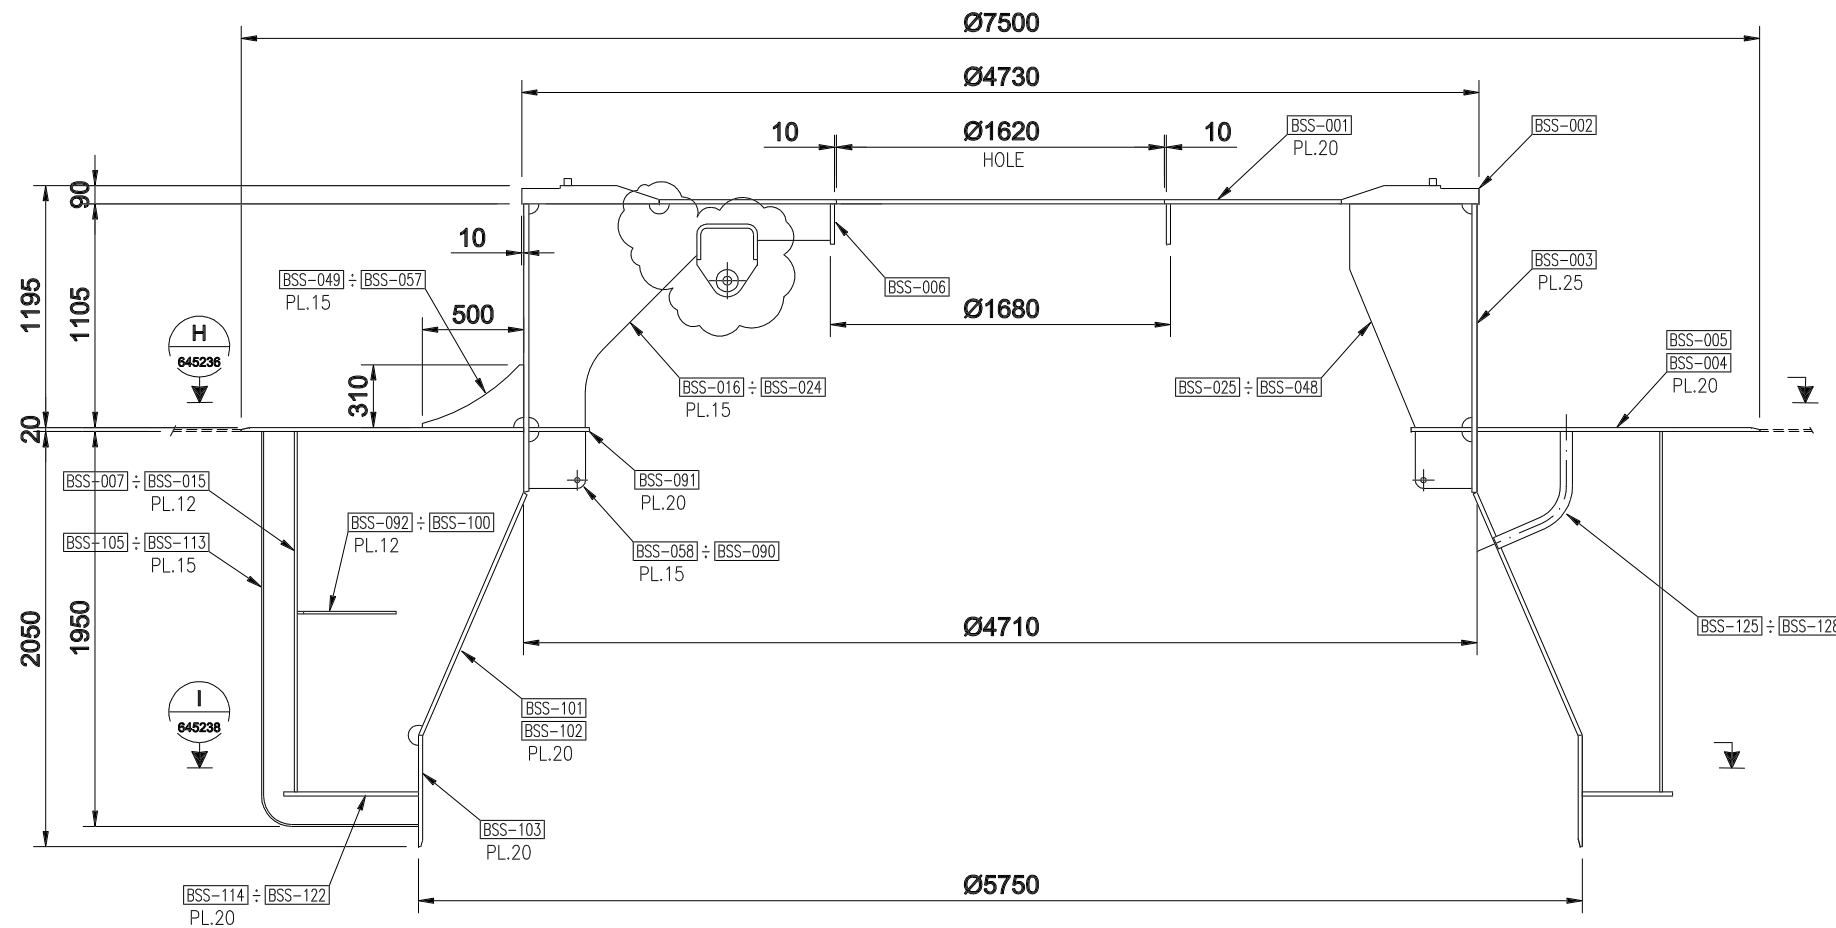 Ø7500
Ø4730
10
Ø1620
10
HOLE
BSS-001
PL.20
BSS-002
90
10
BSS-003
PL.25
BSS-049 ÷ BSS-057
PL.15
BSS-006
500
Ø1680
1195
1105
H
645236
310
BSS-016 ÷ BSS-024
PL.15
BSS-025 ÷ BSS-048
BSS-005
BSS-004
PL.20
20
BSS-007 ÷ BSS-015
PL.12
BSS-091
PL.20
BSS-092 ÷ BSS-100
PL.12
BSS-105 ÷ BSS-113
PL.15
BSS-058 ÷ BSS-090
PL.15
2050
1950
Ø4710
BSS-125 ÷ BSS-128
I
645238
BSS-101
BSS-102
PL.20
BSS-103
PL.20
BSS-114 ÷ BSS-122
PL.20
Ø5750